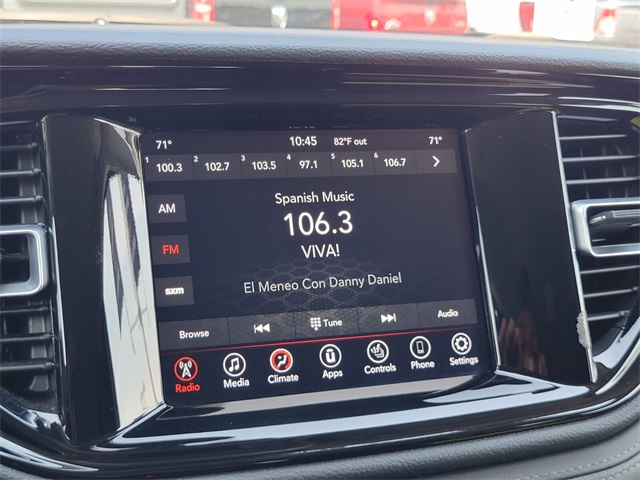 71° 10:45 82°F out 71°
1 100.3 2 102.7 3 103.5 4 97.1 5 105.1 6 106.7
Spanish Music
AM
106.3
FM
VIVA!
sxm
El Meneo Con Danny Daniel
Browse Tune Audio
Radio Media Climate Apps Controls Phone Settings